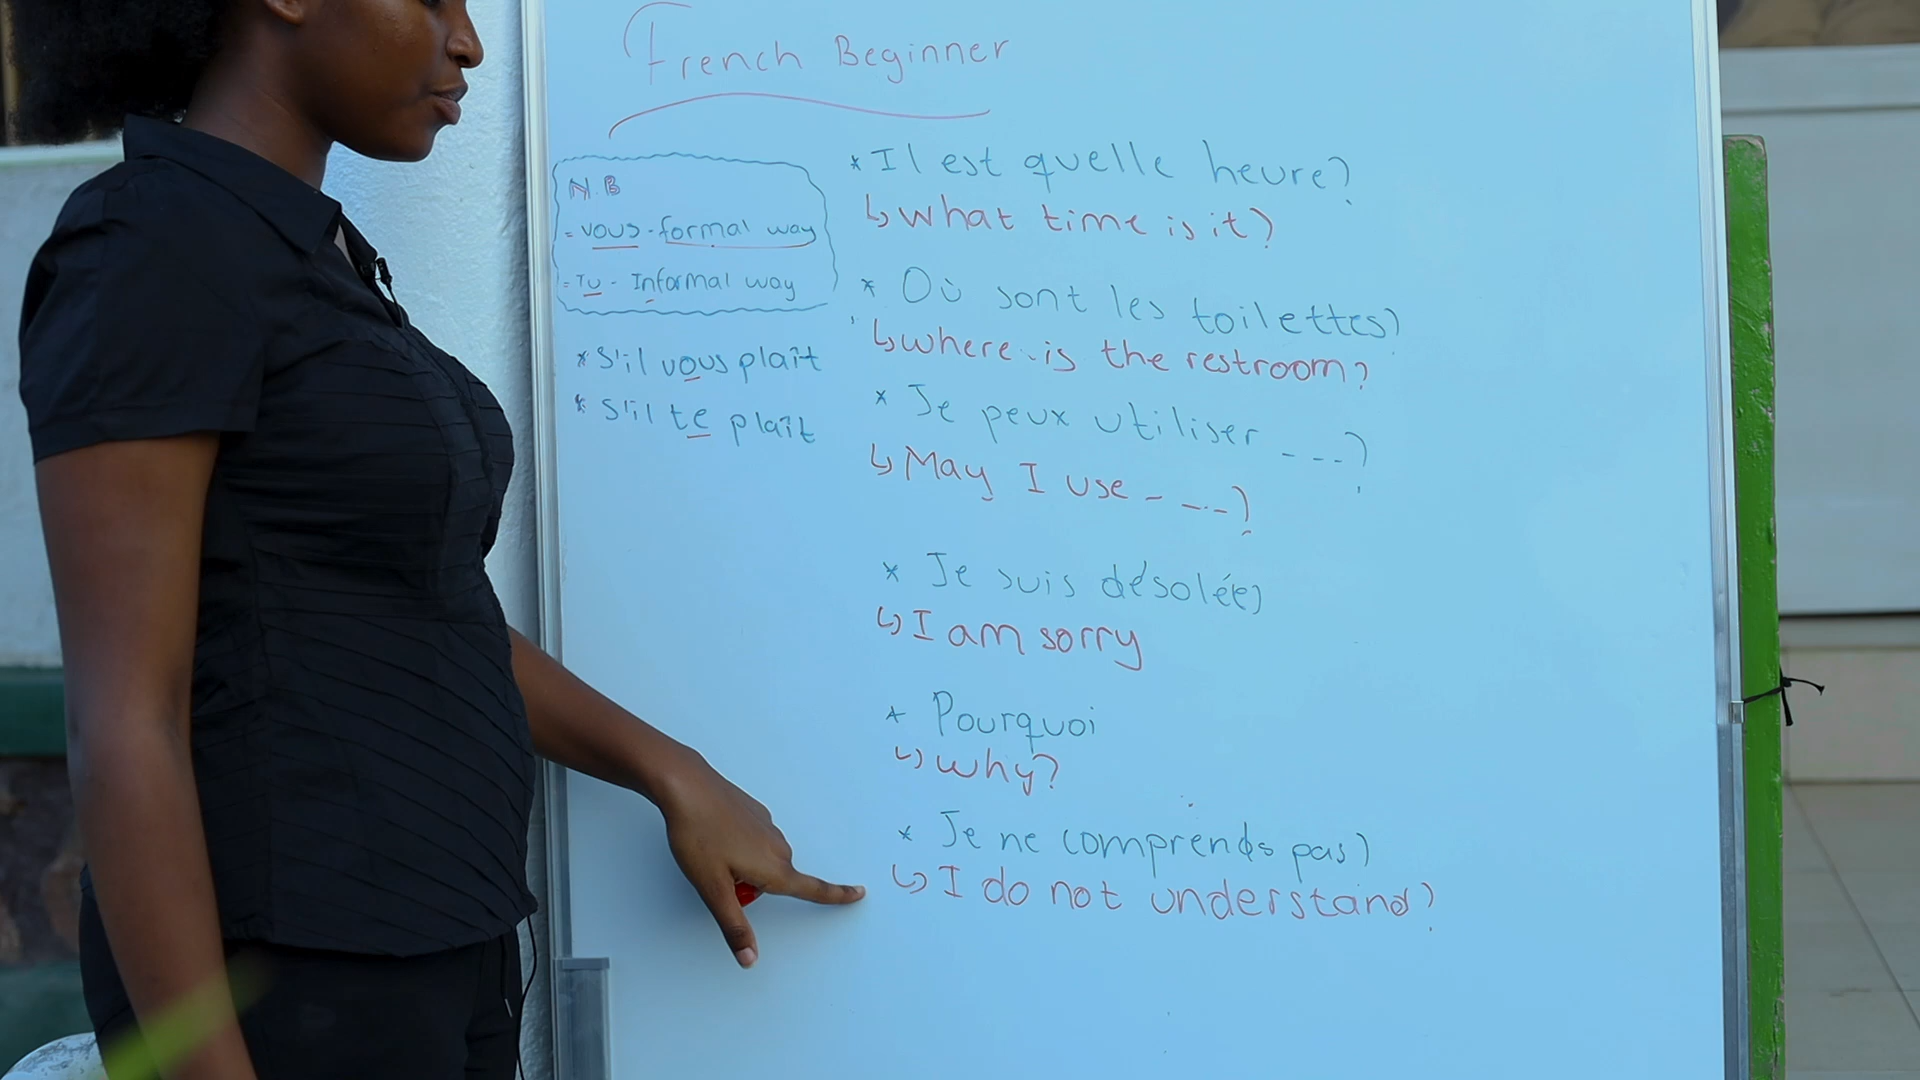 French Beginner
N.B
= vous - formal way
= Tu - Informal way
* S'il vous plaît
* S'il te plaît
* Il est quelle heure?
↳ What time is it?
* Où sont les toilettes?
↳ where is the restroom?
* Je peux utiliser ---?
↳ May I use ----?
* Je suis désolé(e)
↳ I am sorry
* Pourquoi
↳ why?
* Je ne comprends pas?
↳ I do not understand?